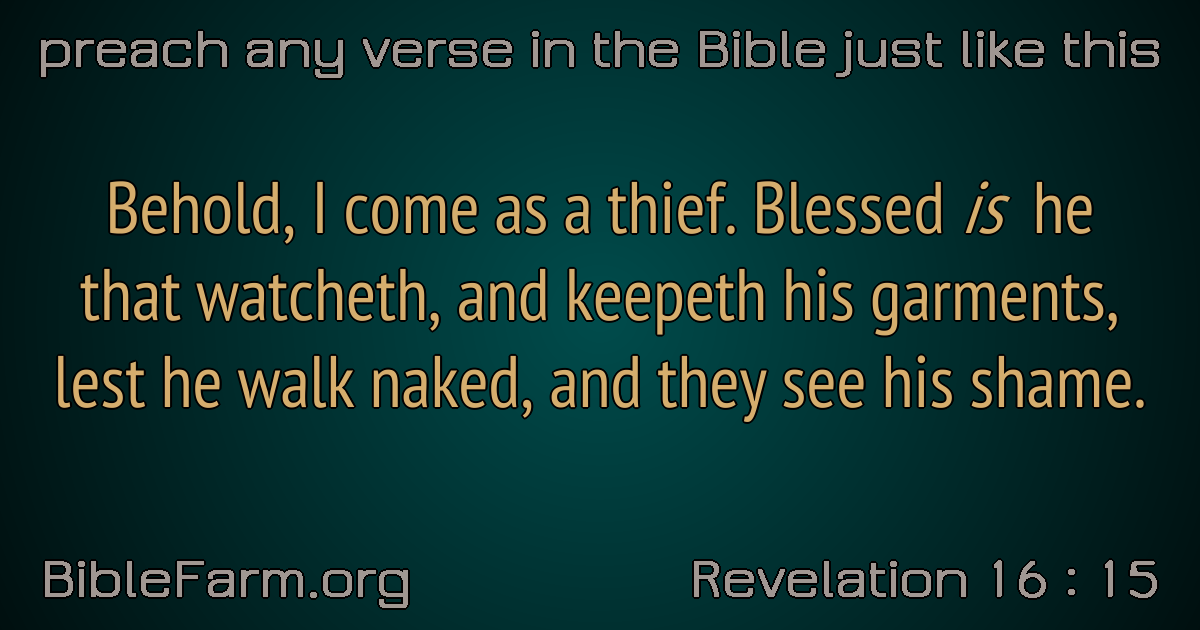 preach any verse in the Bible just like this
Behold, I come as a thief. Blessed is he
that watcheth, and keepeth his garments,
lest he walk naked, and they see his shame.
BibleFarm.org
Revelation 16 : 15